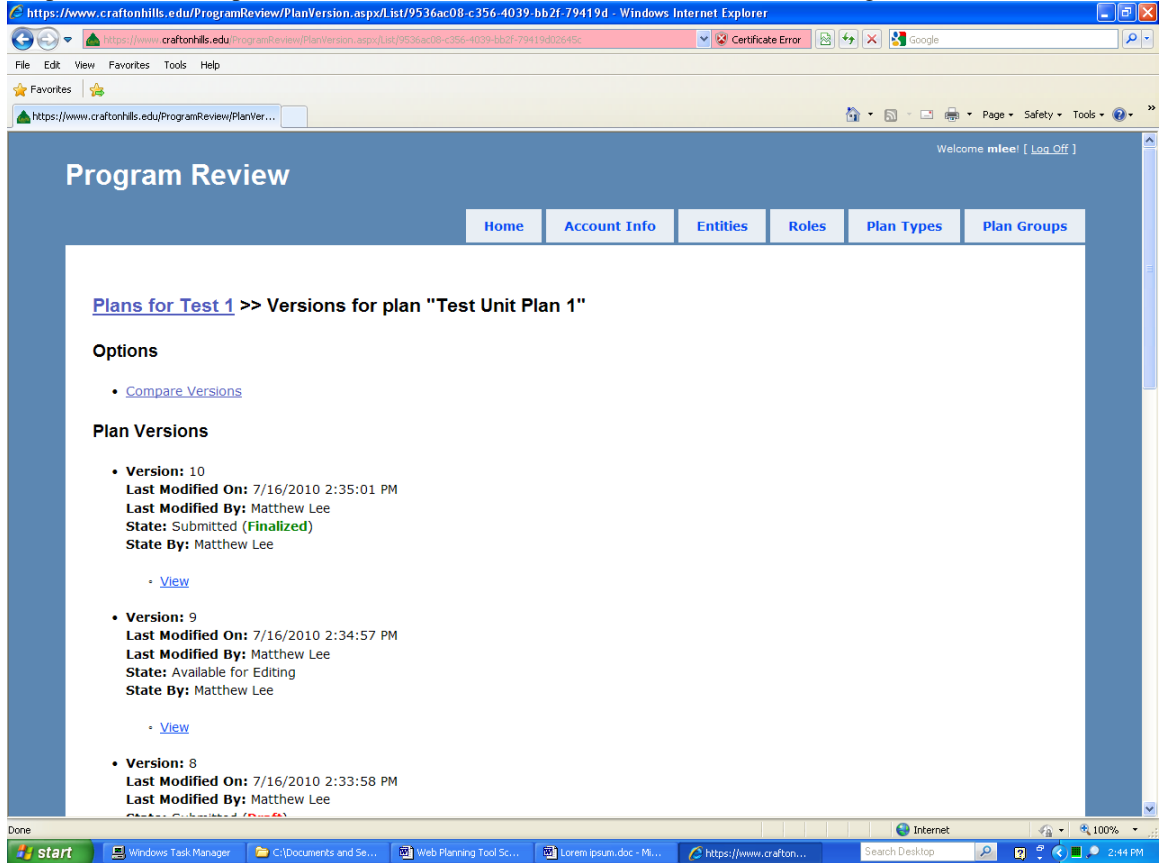 https://www.craftonhills.edu/ProgramReview/PlanVersion.aspx/List/9536ac08-c356-4039-bb2f-79419d - Windows Internet Explorer
https://www.craftonhills.edu/ProgramReview/PlanVersion.aspx/List/9536ac08-c356-4039-bb2f-79419d02645c Certificate Error Google
File Edit View Favorites Tools Help
Favorites
https://www.craftonhills.edu/ProgramReview/PlanVer... Page Safety Tools »
Welcome mlee! [ Log Off ]
Program Review
Home Account Info Entities Roles Plan Types Plan Groups
Plans for Test 1 >> Versions for plan "Test Unit Plan 1"
Options
• Compare Versions
Plan Versions
• Version: 10
Last Modified On: 7/16/2010 2:35:01 PM
Last Modified By: Matthew Lee
State: Submitted (Finalized)
State By: Matthew Lee
◦ View
• Version: 9
Last Modified On: 7/16/2010 2:34:57 PM
Last Modified By: Matthew Lee
State: Available for Editing
State By: Matthew Lee
◦ View
• Version: 8
Last Modified On: 7/16/2010 2:33:58 PM
Last Modified By: Matthew Lee
State: Submitted (Draft)
Done Internet 100%
start Windows Task Manager C:\Documents and Se... Web Planning Tool Sc... Lorem ipsum.doc - Mi... https://www.crafton... Search Desktop 2:44 PM